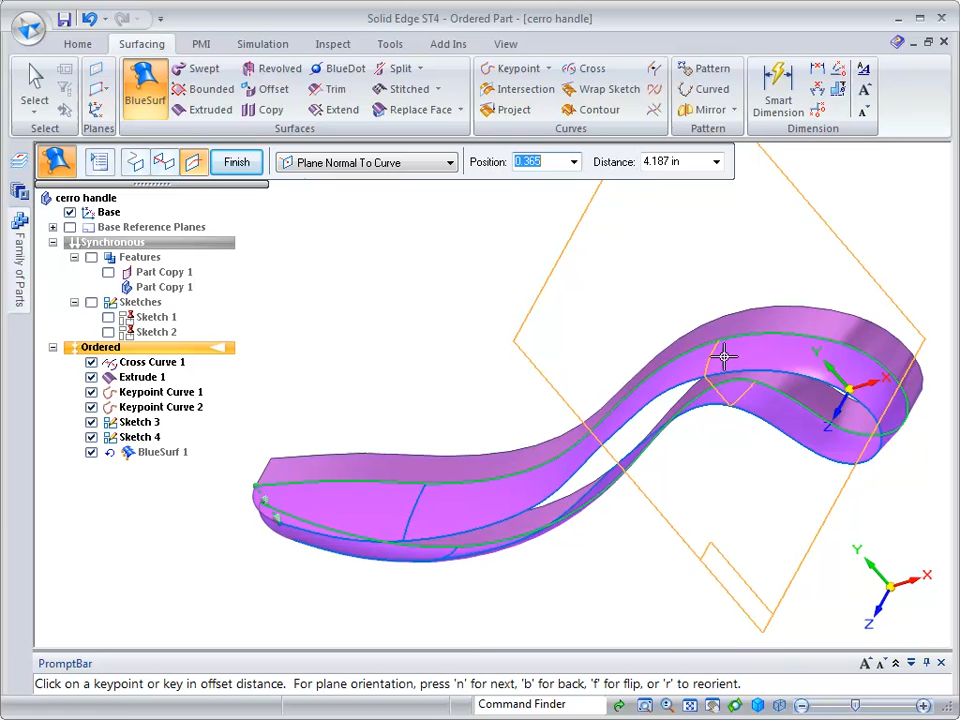 Solid Edge ST4 - Ordered Part - [cerro handle]
Home Surfacing PMI Simulation Inspect Tools Add Ins View
Select
Select
Planes
BlueSurf
Swept Revolved BlueDot Split
Bounded Offset Trim Stitched
Extruded Copy Extend Replace Face
Surfaces
Keypoint Cross
Intersection Wrap Sketch
Project Contour
Curves
Pattern
Curved
Mirror
Pattern
Smart
Dimension
Dimension
Finish Plane Normal To Curve Position: 0.365 Distance: 4.187 in
Family of Parts
cerro handle
Base
Base Reference Planes
Synchronous
Features
Part Copy 1
Part Copy 1
Sketches
Sketch 1
Sketch 2
Ordered
Cross Curve 1
Extrude 1
Keypoint Curve 1
Keypoint Curve 2
Sketch 3
Sketch 4
BlueSurf 1
Y
X
Z
Y
X
Z
PromptBar
Click on a keypoint or key in offset distance. For plane orientation, press 'n' for next, 'b' for back, 'f' for flip, or 'r' to reorient.
Command Finder